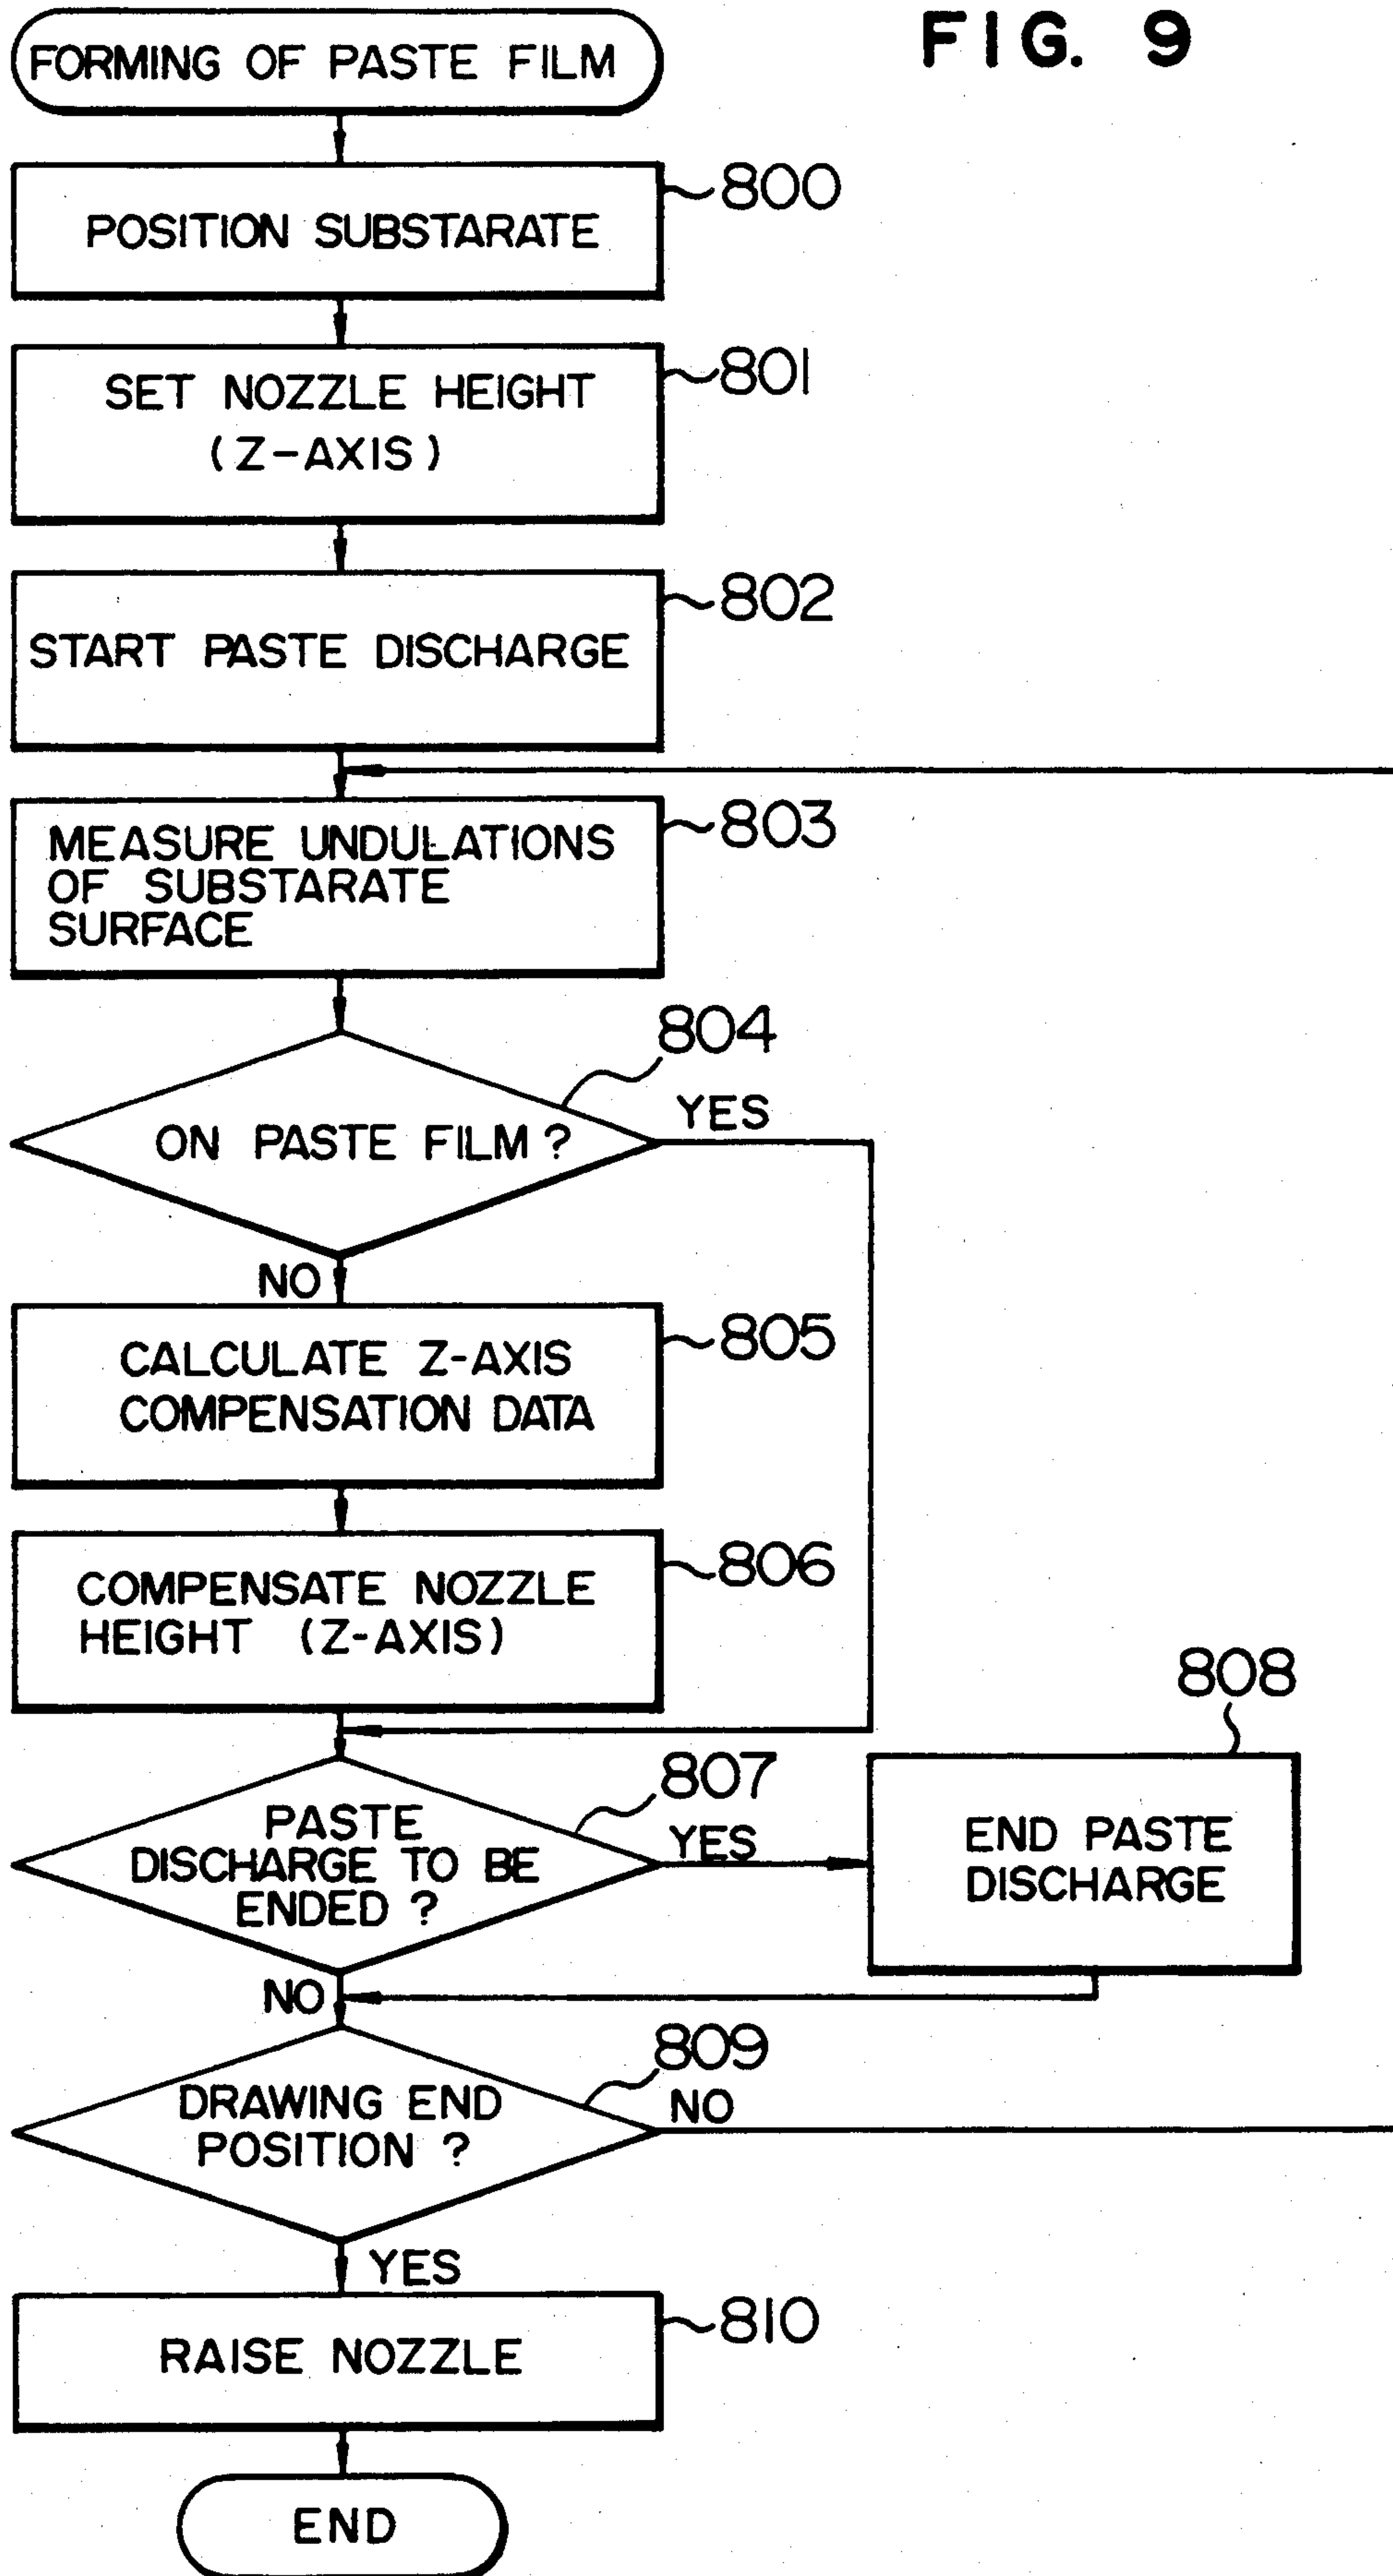 FIG. 9
FORMING OF PASTE FILM
800
POSITION SUBSTARATE
801
SET NOZZLE HEIGHT
(Z-AXIS)
802
START PASTE DISCHARGE
803
MEASURE UNDULATIONS
OF SUBSTARATE
SURFACE
804
YES
ON PASTE FILM ?
NO
805
CALCULATE Z-AXIS
COMPENSATION DATA
806
COMPENSATE NOZZLE
HEIGHT (Z-AXIS)
807
PASTE
DISCHARGE TO BE
ENDED ?
YES
808
END PASTE
DISCHARGE
NO
809
DRAWING END
POSITION ?
NO
YES
810
RAISE NOZZLE
END